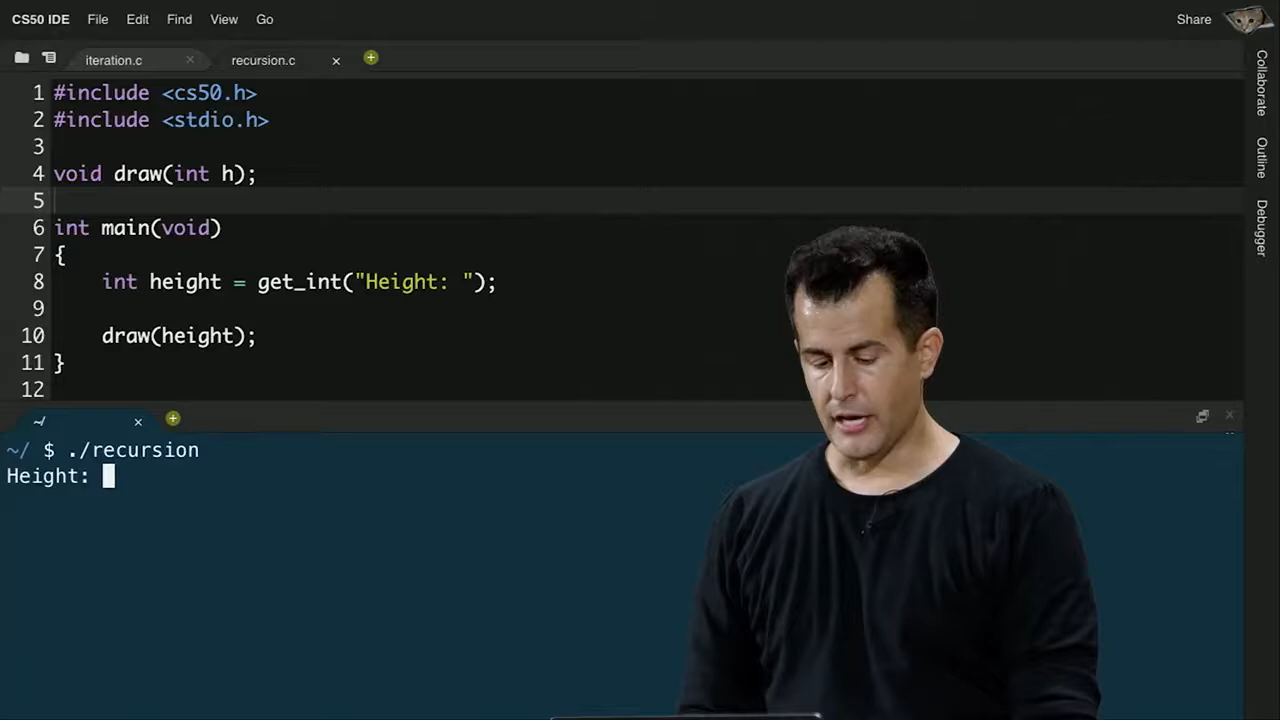 CS50 IDE File Edit Find View Go Share
iteration.c recursion.c
1 #include <cs50.h>
2 #include <stdio.h>
3
4 void draw(int h);
5
6 int main(void)
7 {
8     int height = get_int("Height: ");
9
10     draw(height);
11 }
12
~/
~/ $ ./recursion
Height:
Collaborate
Outline
Debugger